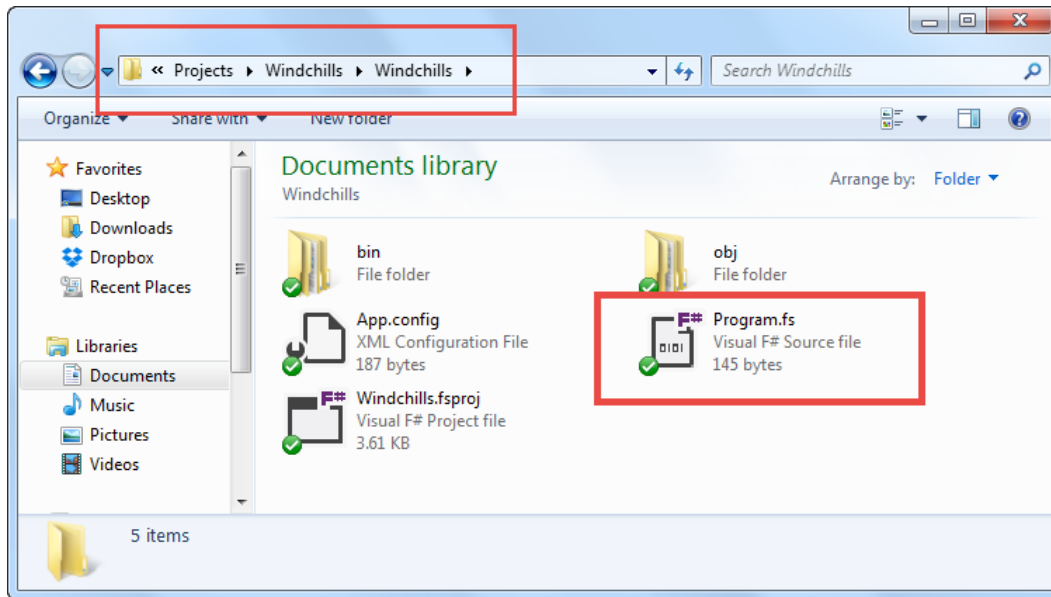 « Projects Windchills Windchills
Search Windchills
Organize Share with New folder
Favorites
Desktop
Downloads
Dropbox
Recent Places
Libraries
Documents
Music
Pictures
Videos
Documents library
Windchills
Arrange by: Folder
bin
File folder
obj
File folder
App.config
XML Configuration File
187 bytes
F#
Program.fs
Visual F# Source file
145 bytes
0101
F#
Windchills.fsproj
Visual F# Project file
3.61 KB
5 items